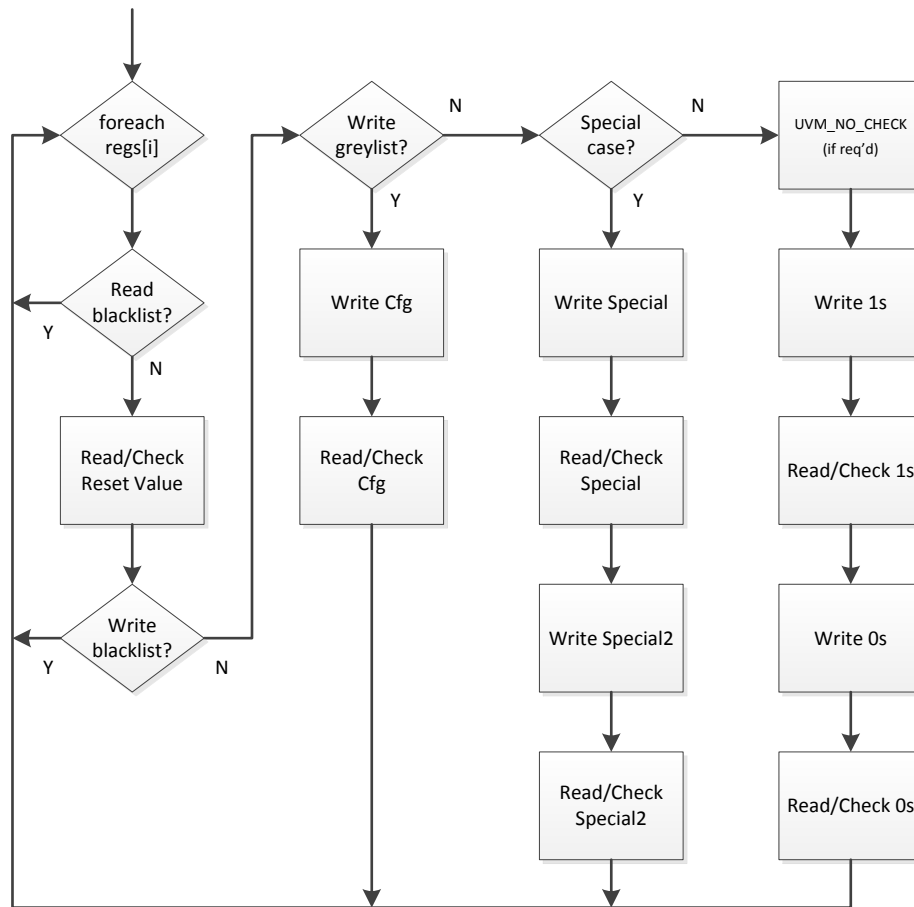 foreach
regs[i]
Read
blacklist?
Y
N
Read/Check
Reset Value
Write
blacklist?
Y
N
Write
greylist?
N
Y
Write Cfg
Read/Check
Cfg
Special
case?
N
Y
Write Special
Read/Check
Special
Write Special2
Read/Check
Special2
UVM_NO_CHECK
(if req'd)
Write 1s
Read/Check 1s
Write 0s
Read/Check 0s